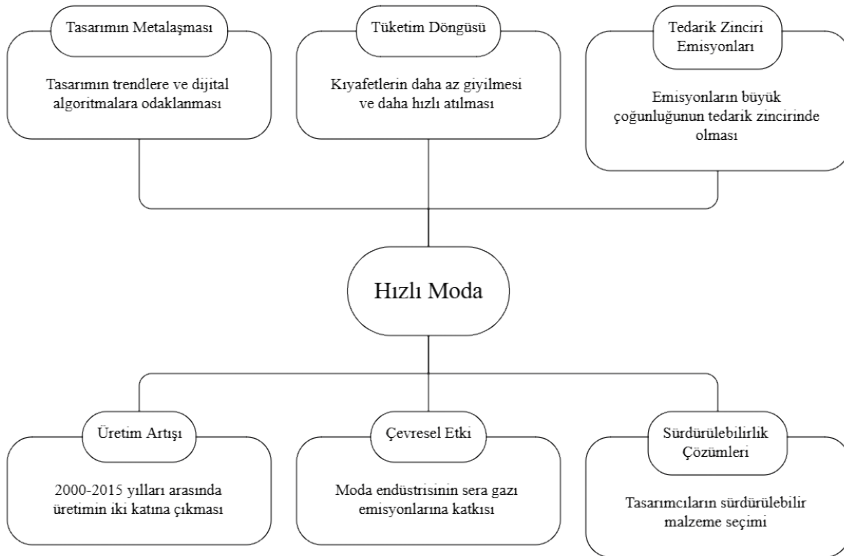 Tasarımın Metalaşması
Tasarımın trendlere ve dijital
algoritmalara odaklanması
Tüketim Döngüsü
Kıyafetlerin daha az giyilmesi
ve daha hızlı atılması
Tedarik Zinciri
Emisyonları
Emisyonların büyük
çoğunluğunun tedarik zincirinde
olması
Hızlı Moda
Üretim Artışı
2000-2015 yılları arasında
üretimin iki katına çıkması
Çevresel Etki
Moda endüstrisinin sera gazı
emisyonlarına katkısı
Sürdürülebilirlik
Çözümleri
Tasarımcıların sürdürülebilir
malzeme seçimi